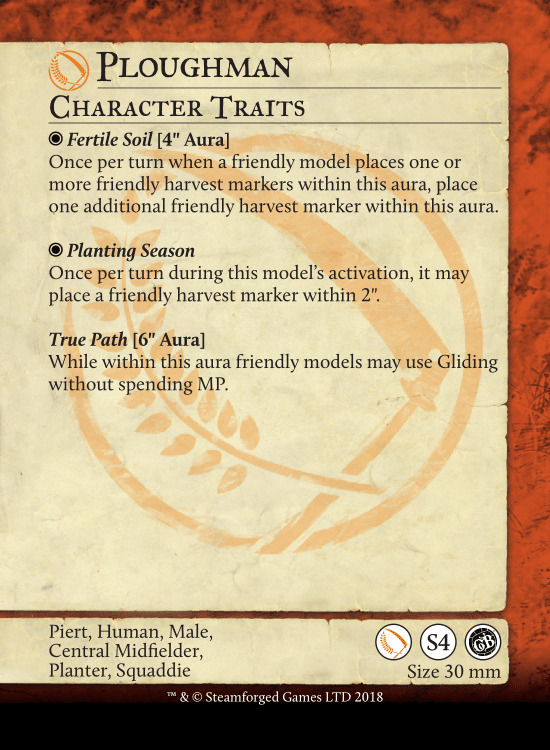 Ploughman
Character Traits
Fertile Soil [4" Aura]
Once per turn when a friendly model places one or
more friendly harvest markers within this aura, place
one additional friendly harvest marker within this aura.
Planting Season
Once per turn during this model's activation, it may
place a friendly harvest marker within 2".
True Path [6" Aura]
While within this aura friendly models may use Gliding
without spending MP.
Piert, Human, Male,
Central Midfielder,
Planter, Squaddie
S4
GB
Size 30 mm
™ & © Steamforged Games LTD 2018